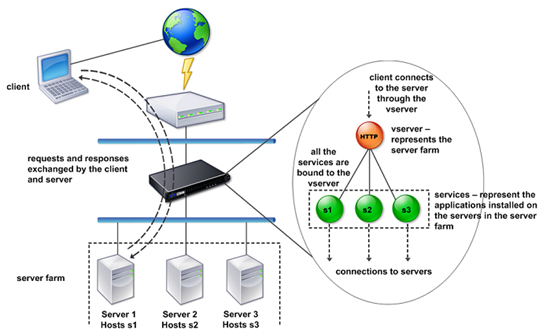 client
client connects
to the server
through the
vserver
HTTP
vserver –
represents the
server farm
requests and responses
exchanged by the client
and server
all the
services are
bound to the
vserver
s1
s2
s3
services – represent the
applications installed on
the servers in the server
farm
connections to servers
server farm
Server 1
Hosts s1
Server 2
Hosts s2
Server 3
Hosts s3